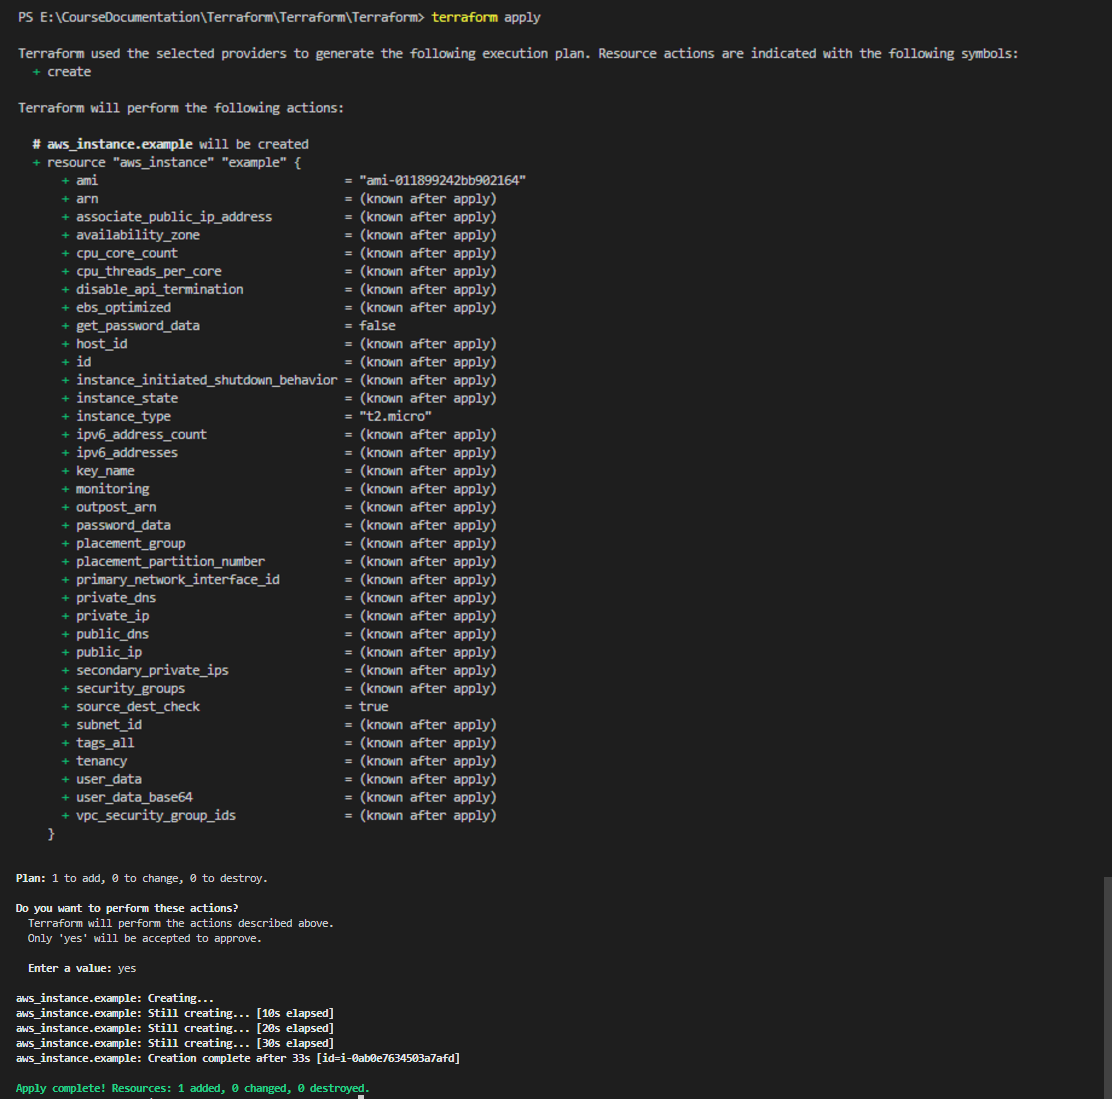 PS E:\CourseDocumentation\Terraform\Terraform\Terraform> terraform apply
Terraform used the selected providers to generate the following execution plan. Resource actions are indicated with the following symbols:
+ create
Terraform will perform the following actions:
# aws_instance.example will be created
+ resource "aws_instance" "example" {
+ ami = "ami-011899242bb902164"
+ arn = (known after apply)
+ associate_public_ip_address = (known after apply)
+ availability_zone = (known after apply)
+ cpu_core_count = (known after apply)
+ cpu_threads_per_core = (known after apply)
+ disable_api_termination = (known after apply)
+ ebs_optimized = (known after apply)
+ get_password_data = false
+ host_id = (known after apply)
+ id = (known after apply)
+ instance_initiated_shutdown_behavior = (known after apply)
+ instance_state = (known after apply)
+ instance_type = "t2.micro"
+ ipv6_address_count = (known after apply)
+ ipv6_addresses = (known after apply)
+ key_name = (known after apply)
+ monitoring = (known after apply)
+ outpost_arn = (known after apply)
+ password_data = (known after apply)
+ placement_group = (known after apply)
+ placement_partition_number = (known after apply)
+ primary_network_interface_id = (known after apply)
+ private_dns = (known after apply)
+ private_ip = (known after apply)
+ public_dns = (known after apply)
+ public_ip = (known after apply)
+ secondary_private_ips = (known after apply)
+ security_groups = (known after apply)
+ source_dest_check = true
+ subnet_id = (known after apply)
+ tags_all = (known after apply)
+ tenancy = (known after apply)
+ user_data = (known after apply)
+ user_data_base64 = (known after apply)
+ vpc_security_group_ids = (known after apply)
}
Plan: 1 to add, 0 to change, 0 to destroy.
Do you want to perform these actions?
Terraform will perform the actions described above.
Only 'yes' will be accepted to approve.
Enter a value: yes
aws_instance.example: Creating...
aws_instance.example: Still creating... [10s elapsed]
aws_instance.example: Still creating... [20s elapsed]
aws_instance.example: Still creating... [30s elapsed]
aws_instance.example: Creation complete after 33s [id=i-0ab0e7634503a7afd]
Apply complete! Resources: 1 added, 0 changed, 0 destroyed.